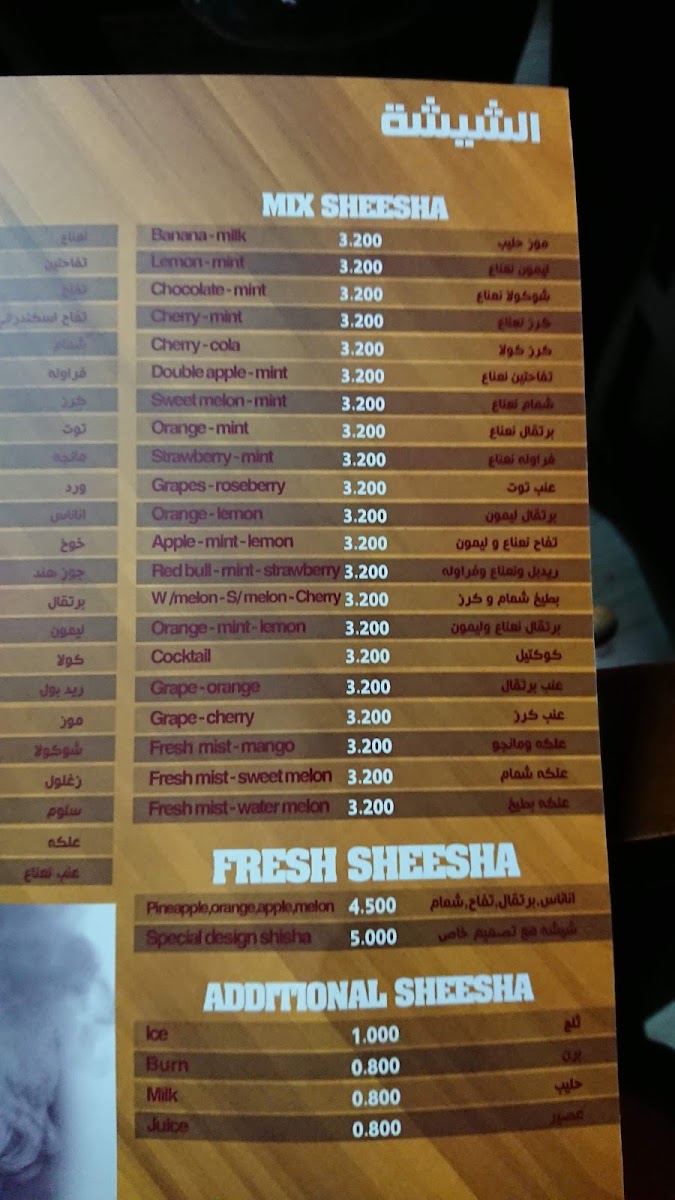 الشيشة
MIX SHEESHA
Banana-milk 3.200 موز حليب
Lemon-mint 3.200 ليمون نعناع
Chocolate-mint 3.200 شوكولا نعناع
Cherry-mint 3.200 كرز نعناع
Cherry-cola 3.200 كرز كولا
Double apple-mint 3.200 تفاحتين نعناع
Sweet melon-mint 3.200 شمام نعناع
Orange-mint 3.200 برتقال نعناع
Strawberry-mint 3.200 فراوله نعناع
Grapes-roseberry 3.200 عنب توت
Orange-lemon 3.200 برتقال ليمون
Apple-mint-lemon 3.200 تفاح نعناع و ليمون
Red bull-mint-strawberry 3.200 ريدبل ونعناع وفراوله
W/melon-S/melon-Cherry 3.200 بطيخ شمام و كرز
Orange-mint-lemon 3.200 برتقال نعناع وليمون
Cocktail 3.200 كوكتيل
Grape-orange 3.200 عنب برتقال
Grape-cherry 3.200 عنب كرز
Fresh mist-mango 3.200 علكه ومانجو
Fresh mist-sweet melon 3.200 علكه شمام
Fresh mist-water melon 3.200 علكه بطيخ
FRESH SHEESHA
Pineapple,orange,apple,melon 4.500 اناناس,برتقال,تفاح,شمام
Special design shisha 5.000 شيشه مع تصميم خاص
ADDITIONAL SHEESHA
Ice 1.000 ثلج
Burn 0.800 برن
Milk 0.800 حليب
Juice 0.800 عصير
نعناع
تفاحتين
تفاح
تفاح اسكندراني
شمام
فراوله
كرز
توت
مانجه
ورد
اناناس
خوخ
جوز هند
برتقال
ليمون
كولا
ريد بول
موز
شوكولا
زغلول
سلوم
علكه
عنب نعناع